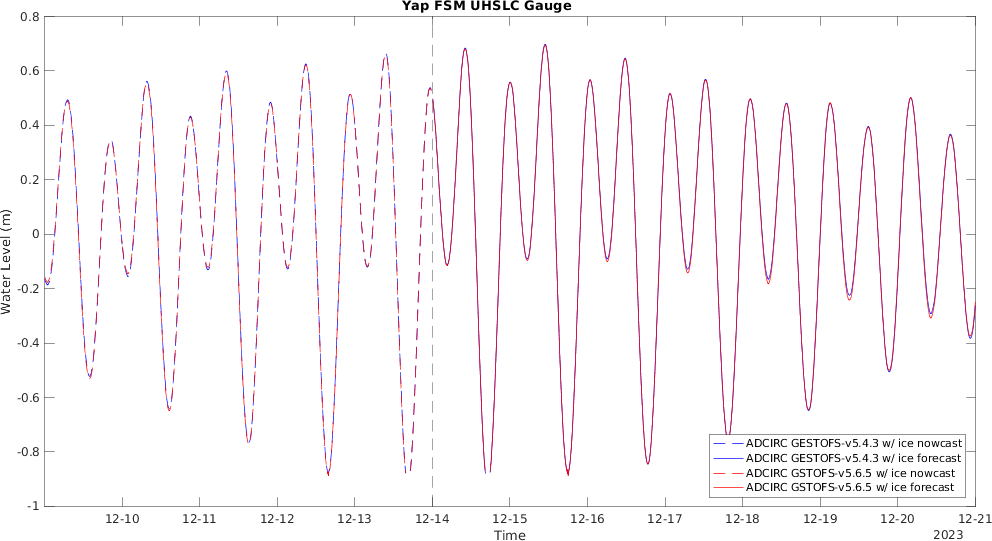 Yap FSM UHSLC Gauge
0.8
0.6
0.4
0.2
0
-0.2
-0.4
-0.6
-0.8
-1
Water Level (m)
ADCIRC GESTOFS-v5.4.3 w/ ice nowcast
ADCIRC GESTOFS-v5.4.3 w/ ice forecast
ADCIRC GSTOFS-v5.6.5 w/ ice nowcast
ADCIRC GSTOFS-v5.6.5 w/ ice forecast
12-10 12-11 12-12 12-13 12-14 12-15 12-16 12-17 12-18 12-19 12-20 12-21
Time
2023